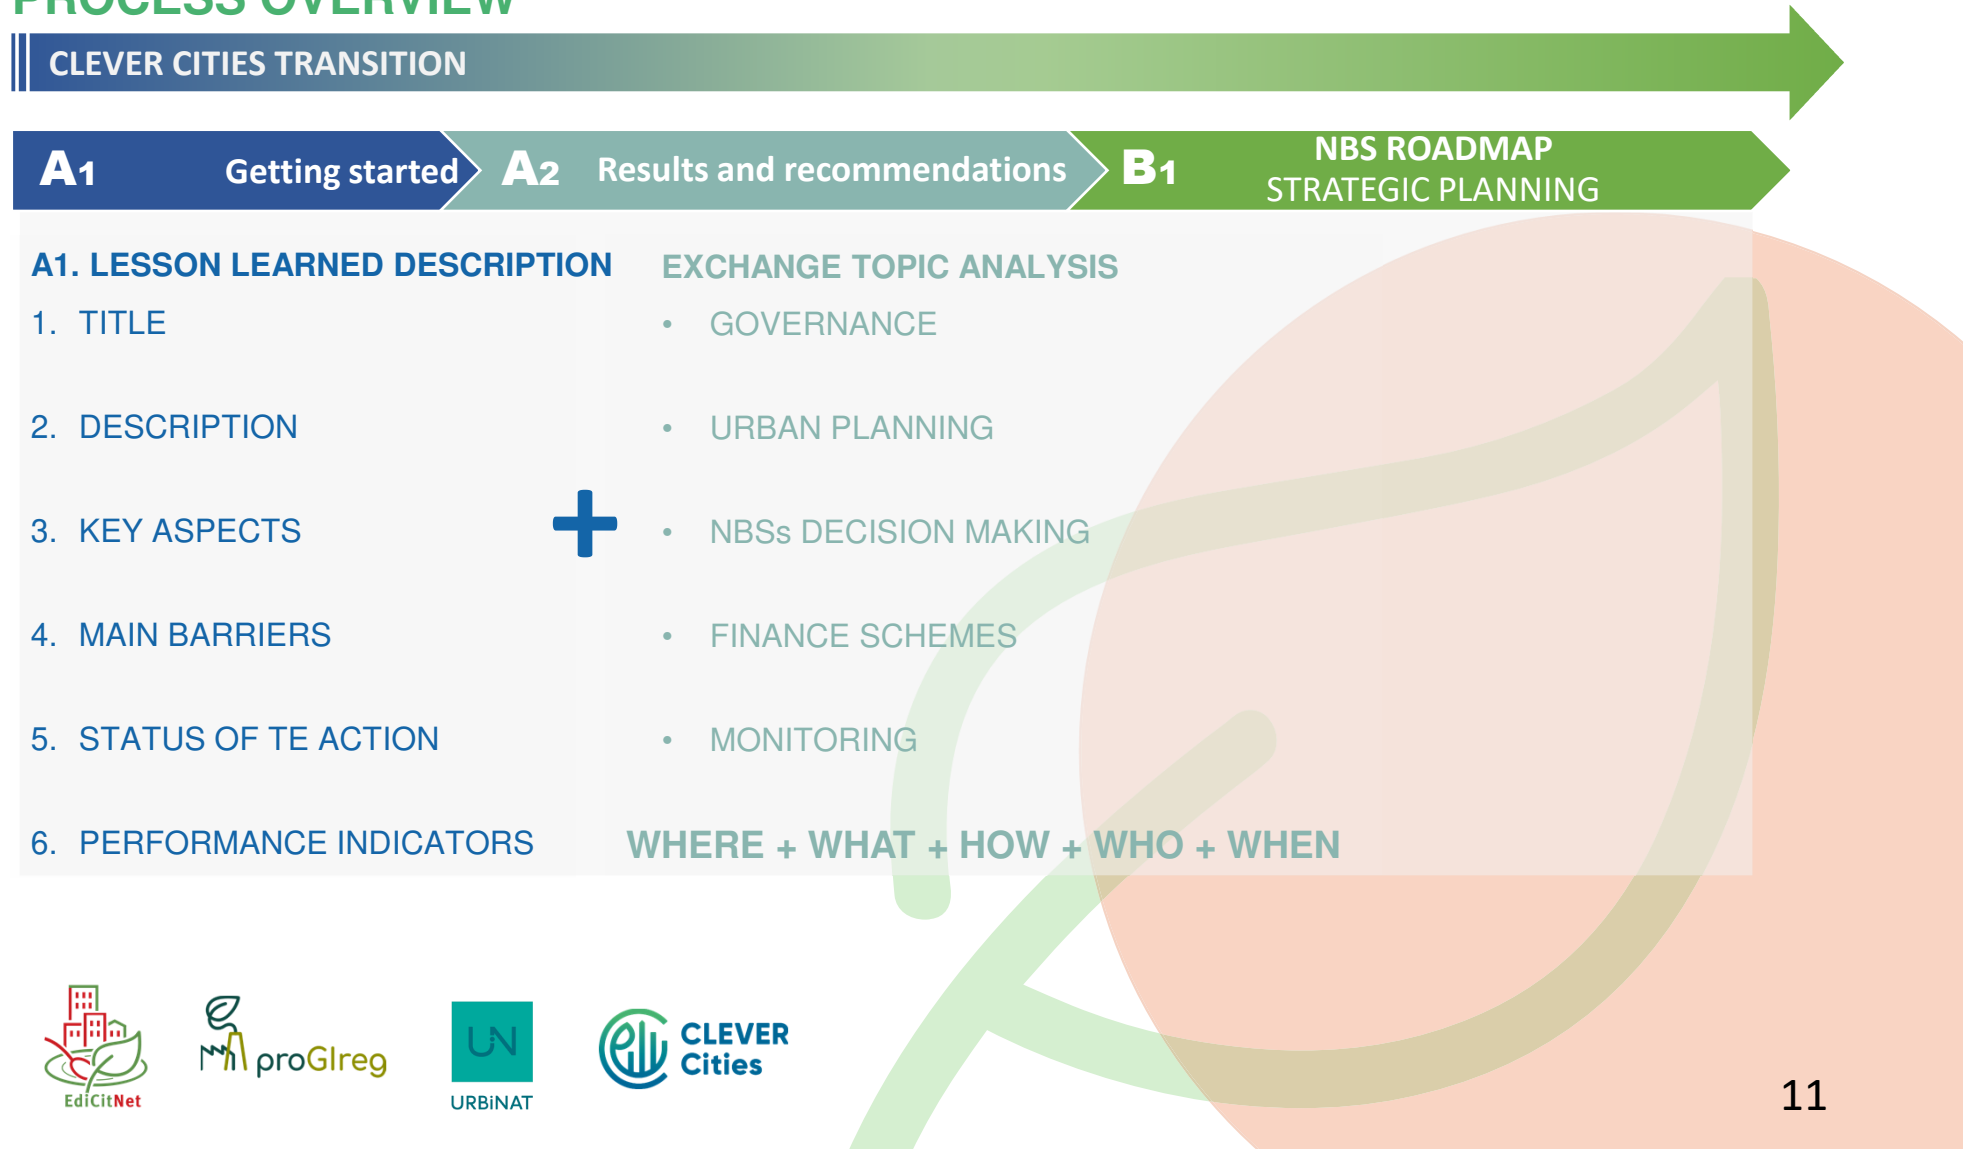 PROCESS OVERVIEW
CLEVER CITIES TRANSITION
A1 Getting started A2 Results and recommendations B1 NBS ROADMAP
STRATEGIC PLANNING
A1. LESSON LEARNED DESCRIPTION
1. TITLE
2. DESCRIPTION
3. KEY ASPECTS
4. MAIN BARRIERS
5. STATUS OF TE ACTION
6. PERFORMANCE INDICATORS
+
EXCHANGE TOPIC ANALYSIS
• GOVERNANCE
• URBAN PLANNING
• NBSs DECISION MAKING
• FINANCE SCHEMES
• MONITORING
WHERE + WHAT + HOW + WHO + WHEN
EdiCitNet
proGIreg
UN
URBiNAT
CLEVER
Cities
11